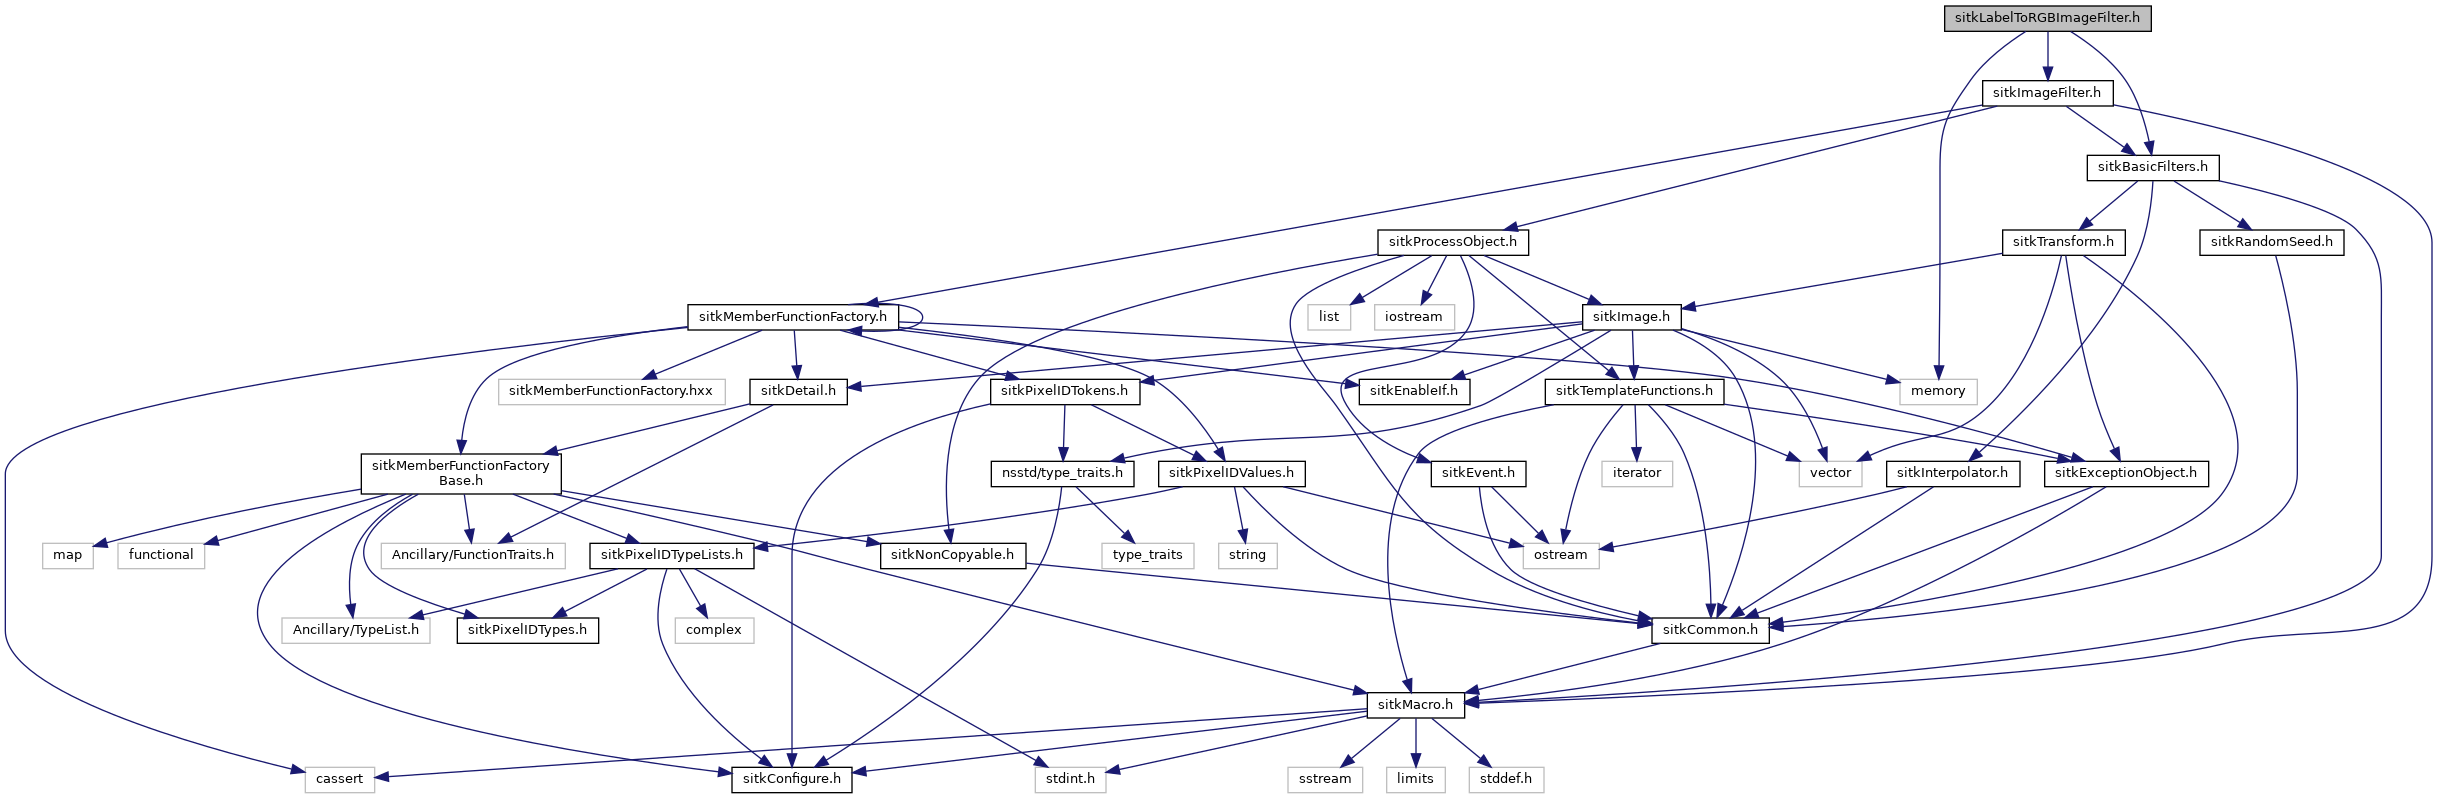 sitkLabelToRGBImageFilter.h
sitkImageFilter.h
sitkBasicFilters.h
sitkProcessObject.h
sitkTransform.h
sitkRandomSeed.h
sitkMemberFunctionFactory.h
list
iostream
sitkImage.h
sitkMemberFunctionFactory.hxx
sitkDetail.h
sitkPixelIDTokens.h
sitkEnableIf.h
sitkTemplateFunctions.h
memory
sitkMemberFunctionFactory
Base.h
nsstd/type_traits.h
sitkPixelIDValues.h
sitkEvent.h
iterator
vector
sitkInterpolator.h
sitkExceptionObject.h
map
functional
Ancillary/FunctionTraits.h
sitkPixelIDTypeLists.h
sitkNonCopyable.h
type_traits
string
ostream
Ancillary/TypeList.h
sitkPixelIDTypes.h
complex
sitkCommon.h
sitkMacro.h
cassert
sitkConfigure.h
stdint.h
sstream
limits
stddef.h